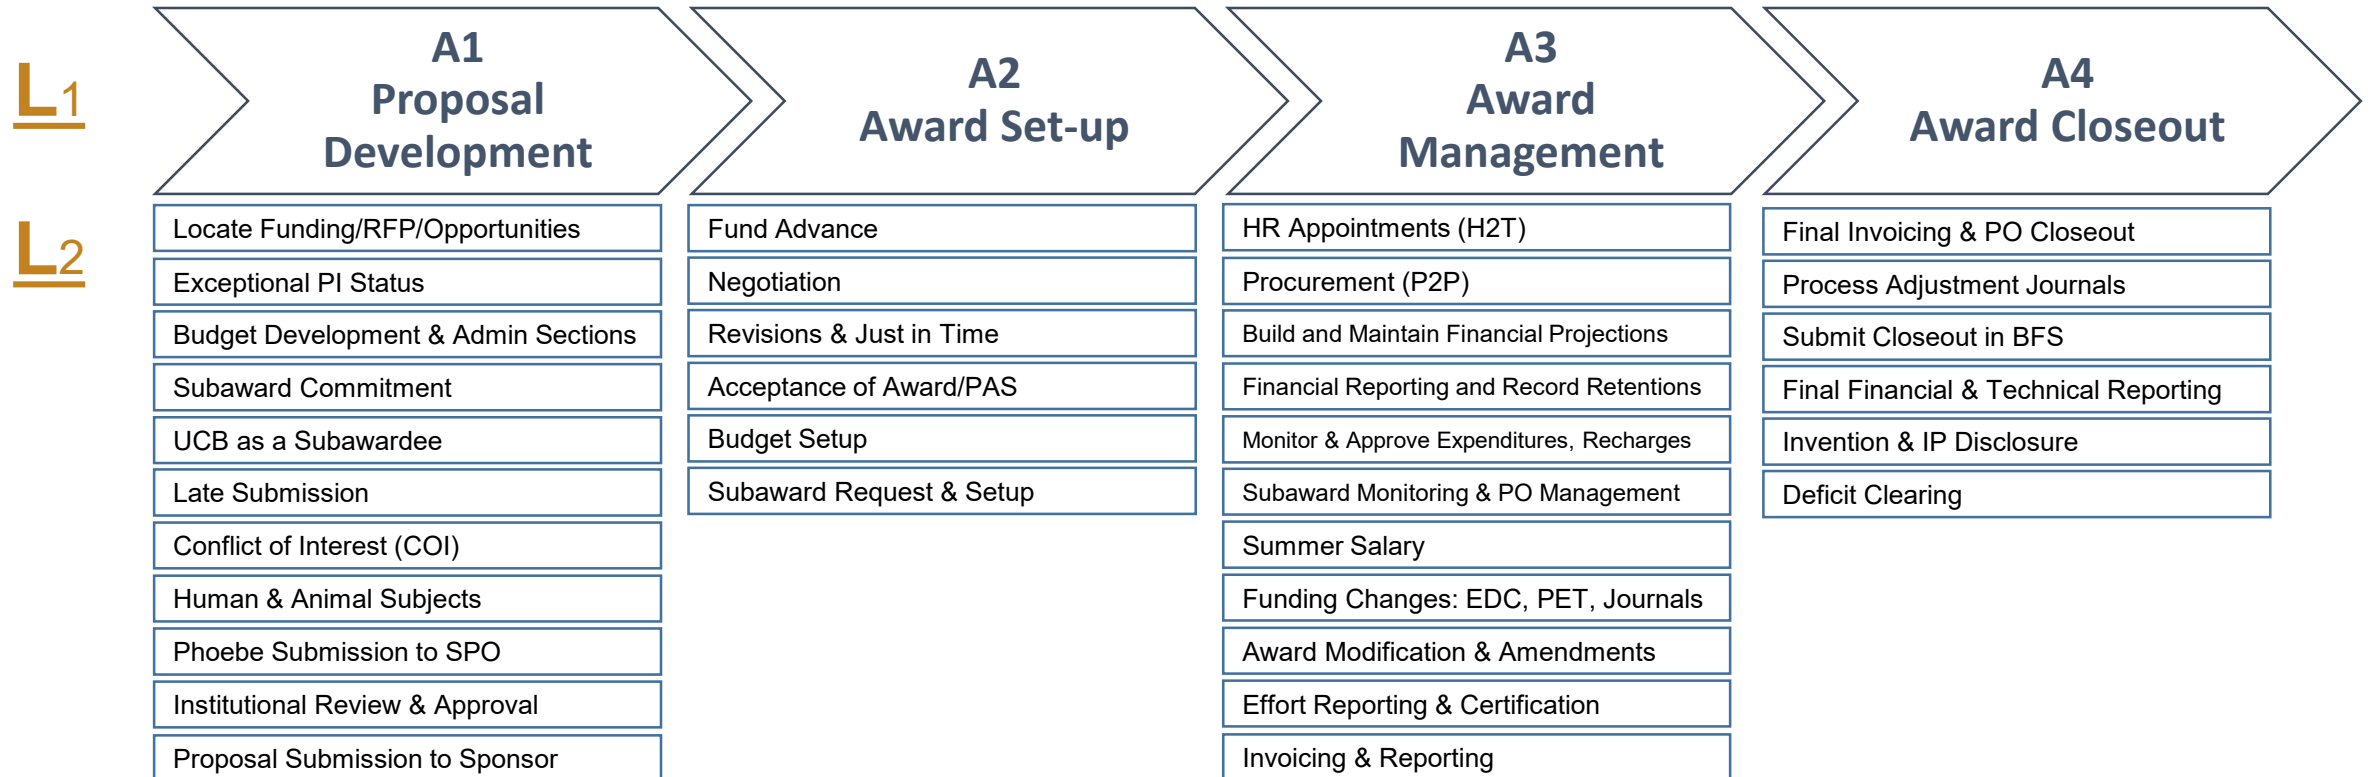 L1
A1
Proposal
Development
A2
Award Set-up
A3
Award
Management
A4
Award Closeout
L2
Locate Funding/RFP/Opportunities
Exceptional PI Status
Budget Development & Admin Sections
Subaward Commitment
UCB as a Subawardee
Late Submission
Conflict of Interest (COI)
Human & Animal Subjects
Phoebe Submission to SPO
Institutional Review & Approval
Proposal Submission to Sponsor
Fund Advance
Negotiation
Revisions & Just in Time
Acceptance of Award/PAS
Budget Setup
Subaward Request & Setup
HR Appointments (H2T)
Procurement (P2P)
Build and Maintain Financial Projections
Financial Reporting and Record Retentions
Monitor & Approve Expenditures, Recharges
Subaward Monitoring & PO Management
Summer Salary
Funding Changes: EDC, PET, Journals
Award Modification & Amendments
Effort Reporting & Certification
Invoicing & Reporting
Final Invoicing & PO Closeout
Process Adjustment Journals
Submit Closeout in BFS
Final Financial & Technical Reporting
Invention & IP Disclosure
Deficit Clearing